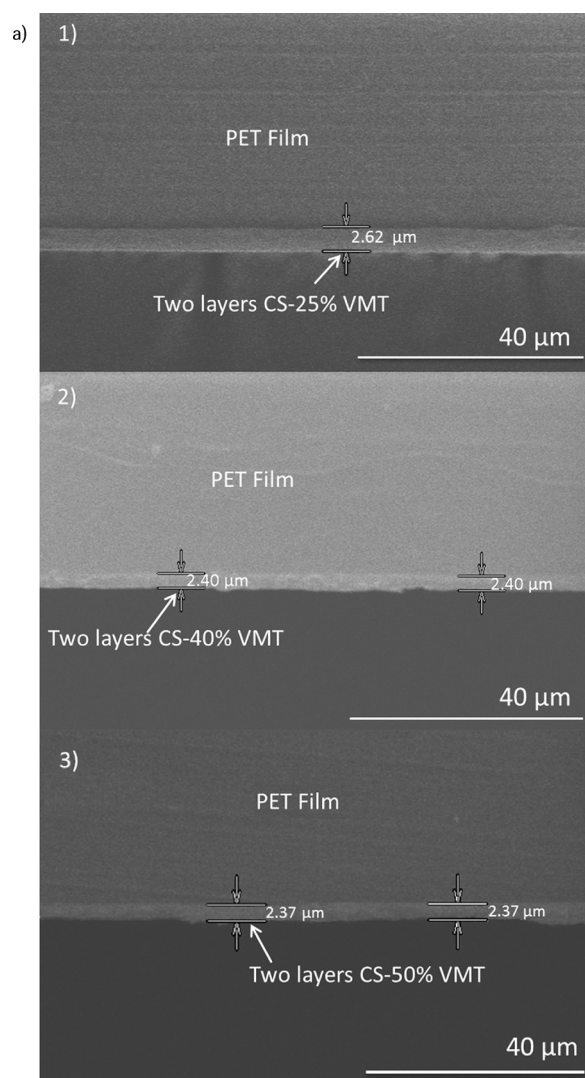 a)
1)
PET Film
2.62 μm
Two layers CS-25% VMT
40 μm
2)
PET Film
2.40 μm
2.40 μm
Two layers CS-40% VMT
40 μm
3)
PET Film
2.37 μm
2.37 μm
Two layers CS-50% VMT
40 μm